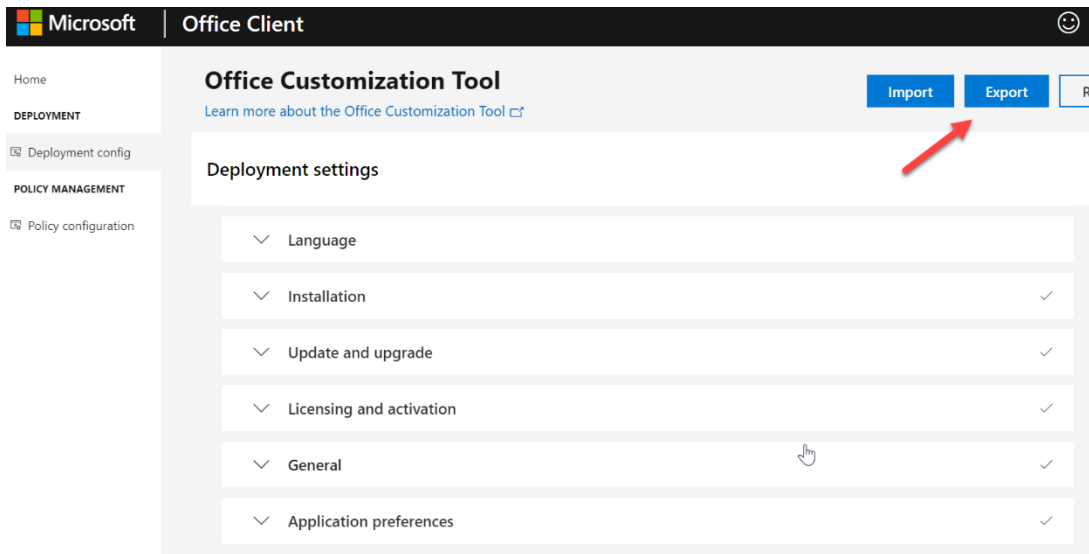 Microsoft | Office Client
Home
DEPLOYMENT
Deployment config
POLICY MANAGEMENT
Policy configuration
Office Customization Tool
Learn more about the Office Customization Tool
Import
Export
R
Deployment settings
Language
Installation
Update and upgrade
Licensing and activation
General
Application preferences